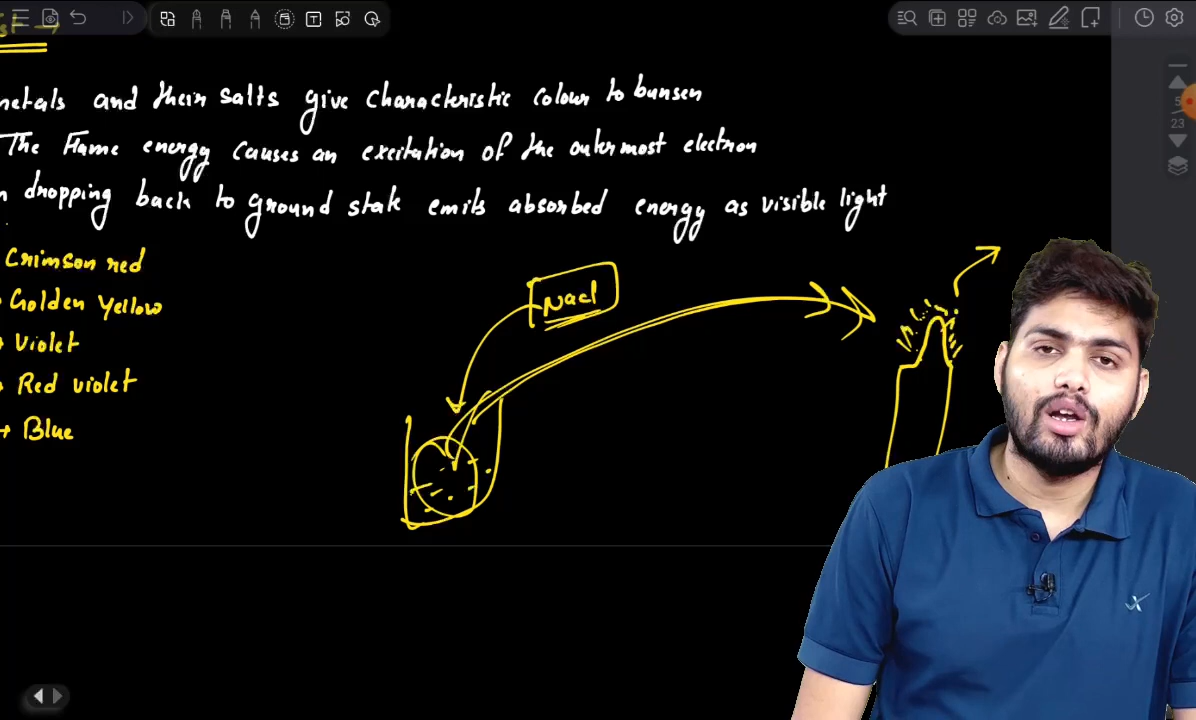 metals and their salts give characteristic colour to bunsen
The Flame energy causes an excitation of the outermost electron
dropping back to ground state emits absorbed energy as visible light
Crimson red
Golden Yellow
Violet
Red violet
Blue
Nacl
5
23